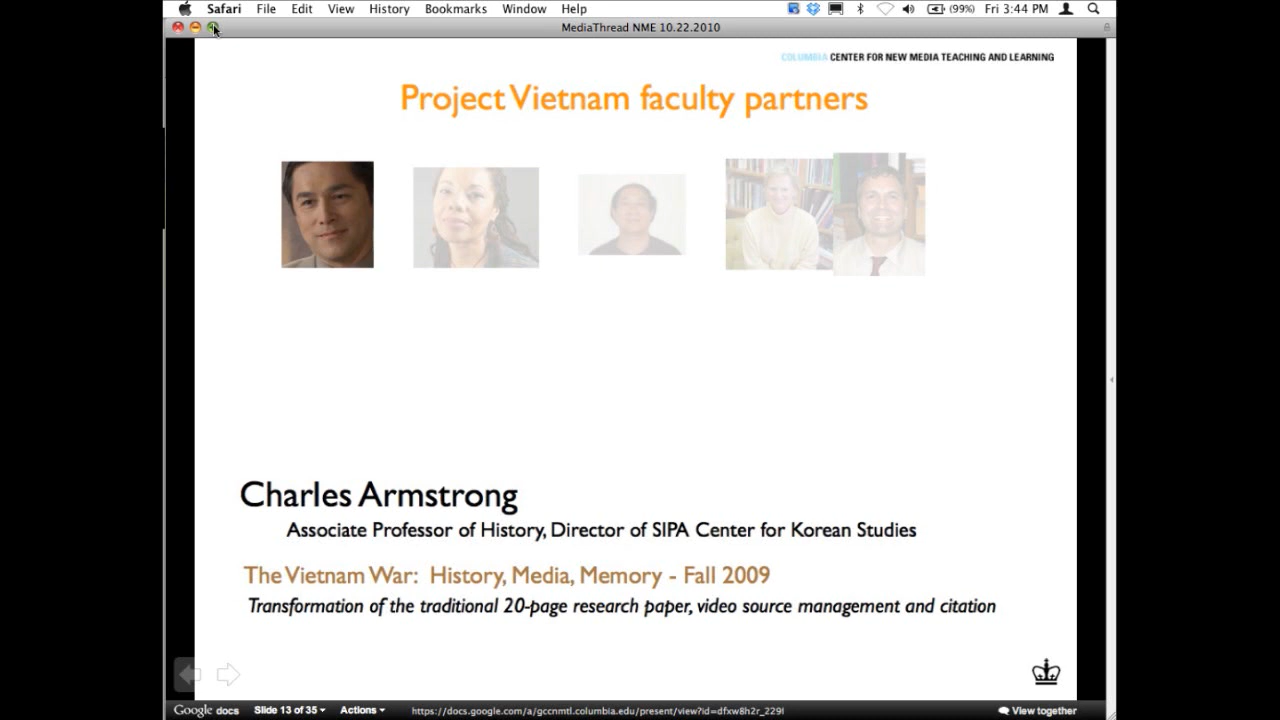 Safari File Edit View History Bookmarks Window Help (99%) Fri 3:44 PM
MediaThread NME 10.22.2010
COLUMBIA CENTER FOR NEW MEDIA TEACHING AND LEARNING
Project Vietnam faculty partners
Charles Armstrong
Associate Professor of History, Director of SIPA Center for Korean Studies
The Vietnam War: History, Media, Memory - Fall 2009
Transformation of the traditional 20-page research paper, video source management and citation
Google docs Slide 13 of 35 Actions https://docs.google.com/a/gccnmtl.columbia.edu/present/view?id=dfxw8h2r_229l View together